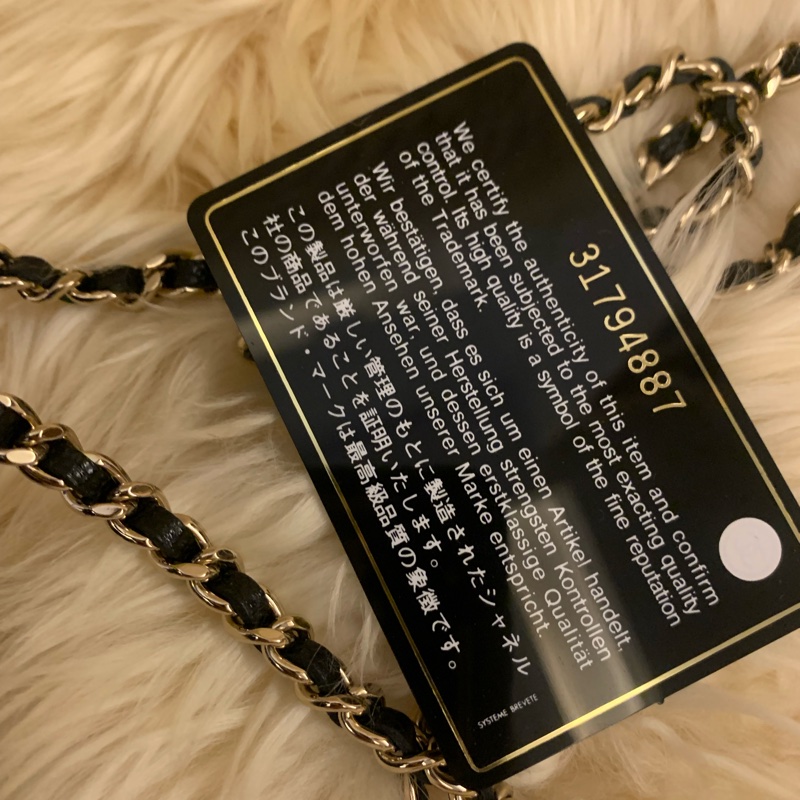 31794887
We certify the authenticity of this item and confirm
that it has been subjected to the most exacting quality
control. Its high quality is a symbol of the fine reputation
of the Trademark.
Wir bestätigen, dass es sich um einen Artikel handelt,
der während seiner Herstellung strengsten Kontrollen
unterworfen war, und dessen erstklassige Qualität
dem hohen Ansehen unserer Marke entspricht.
この製品は厳しい管理のもとに製造されたシャネル
社の商品であることを証明いたします。
このブランド・マークは最高級品質の象徴です。
SYSTEME BREVETE